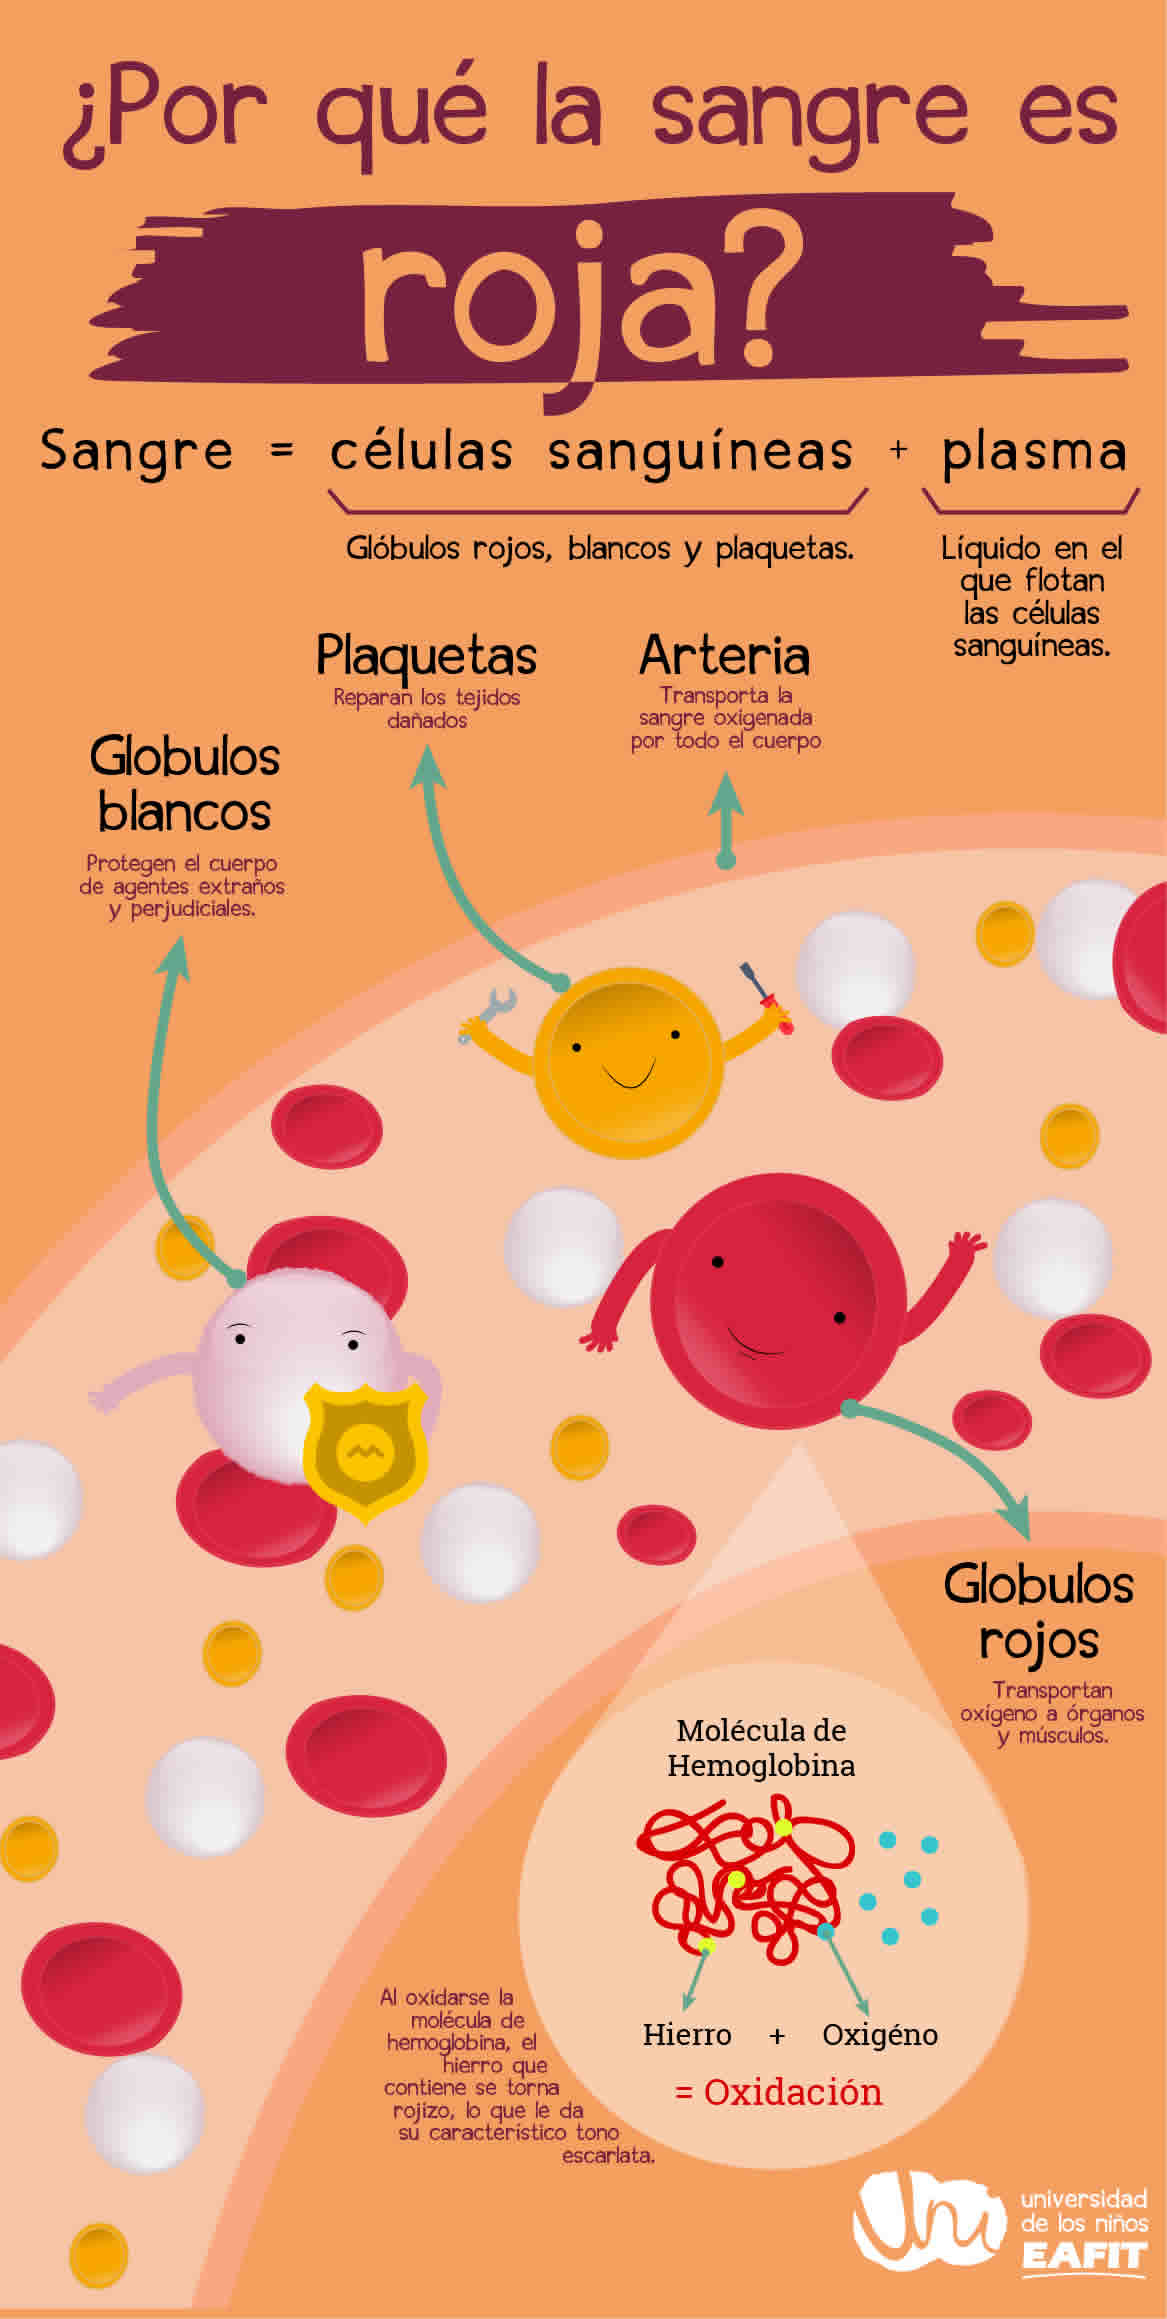 ¿Por qué la sangre es
roja?
Sangre = células sanguíneas + plasma
Glóbulos rojos, blancos y plaquetas.
Líquido en el
que flotan
las células
sanguíneas.
Plaquetas
Reparan los tejidos
dañados
Arteria
Transporta la
sangre oxigenada
por todo el cuerpo
Globulos
blancos
Protegen el cuerpo
de agentes extraños
y perjudiciales.
Globulos
rojos
Transportan
oxígeno a órganos
y músculos.
Molécula de
Hemoglobina
Hierro + Oxigéno
= Oxidación
Al oxidarse la
molécula de
hemoglobina, el
hierro que
contiene se torna
rojizo, lo que le da
su característico tono
escarlata.
Uni
universidad
de los niños
EAFIT